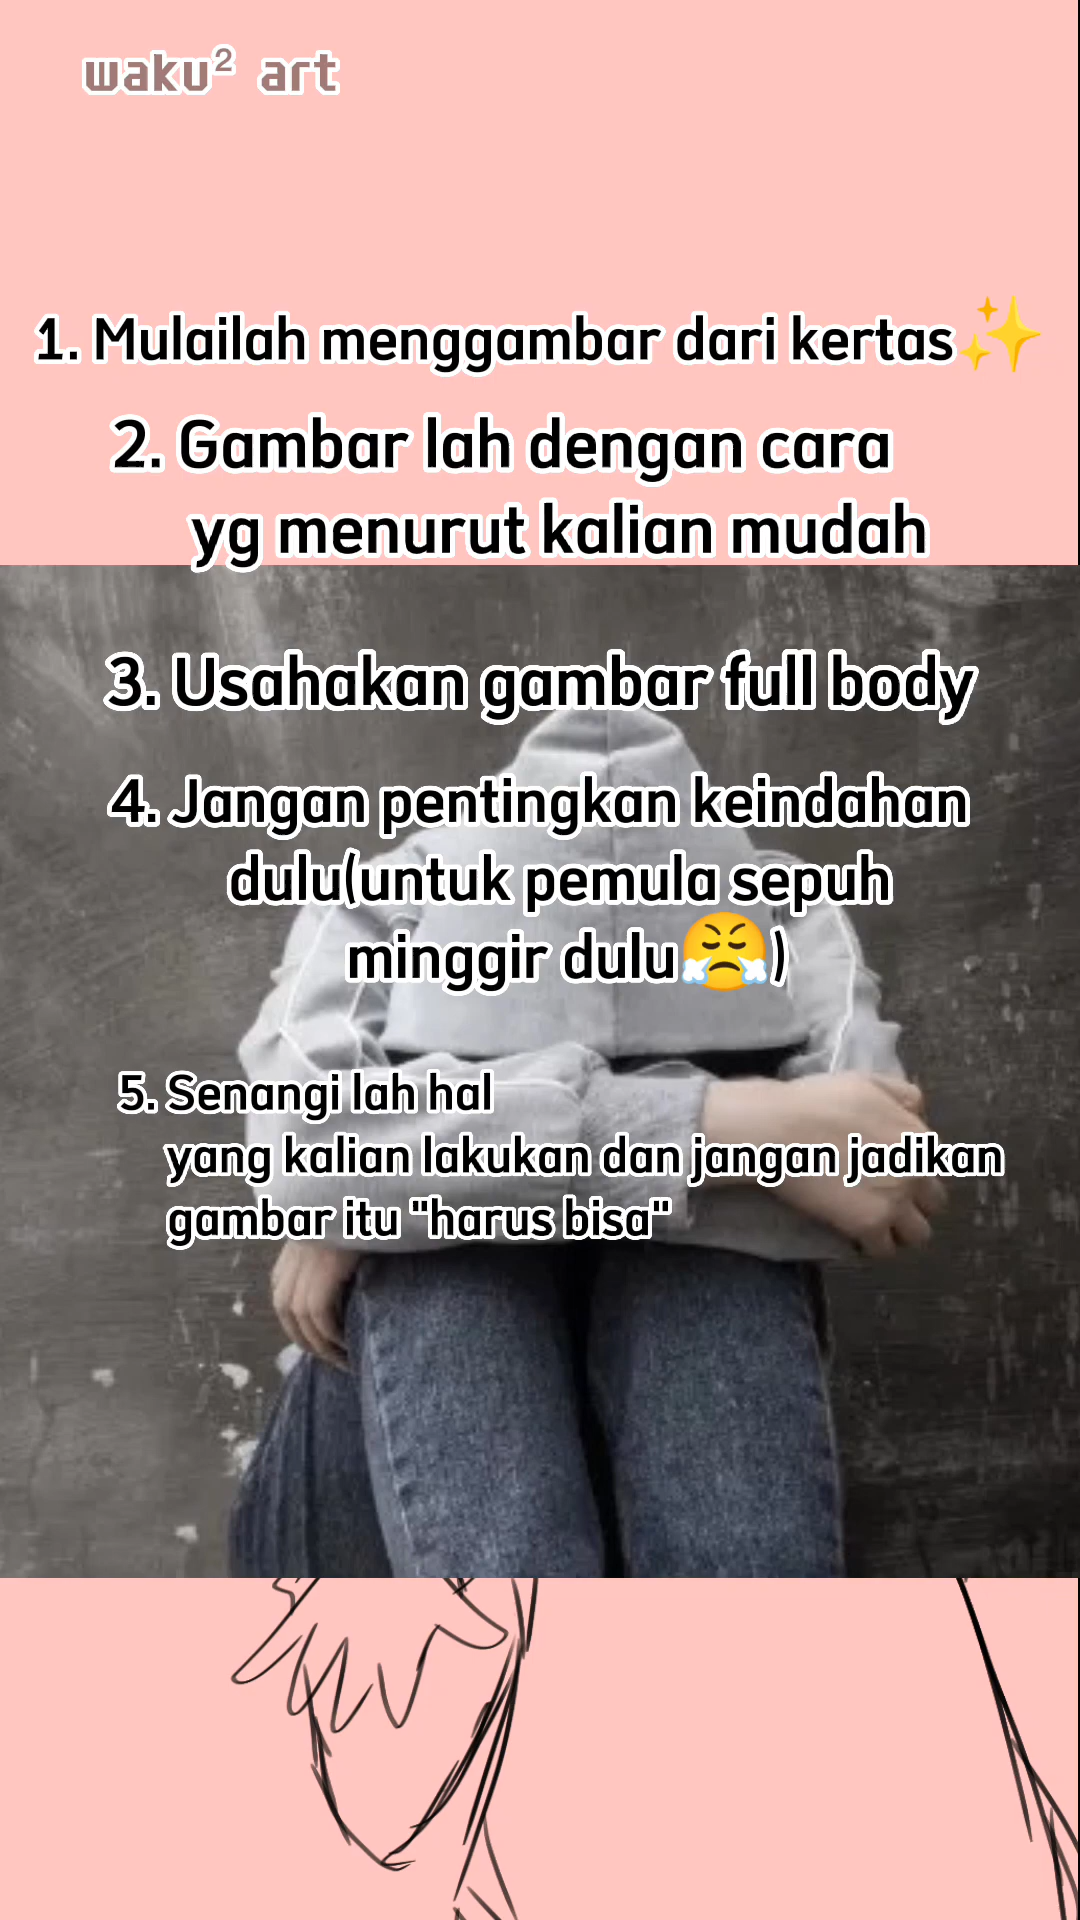 waku² art
1. Mulailah menggambar dari kertas✨
2. Gambar lah dengan cara
yg menurut kalian mudah
3. Usahakan gambar full body
4. Jangan pentingkan keindahan
dulu(untuk pemula sepuh
minggir dulu😤)
5. Senangi lah hal
yang kalian lakukan dan jangan jadikan
gambar itu "harus bisa"